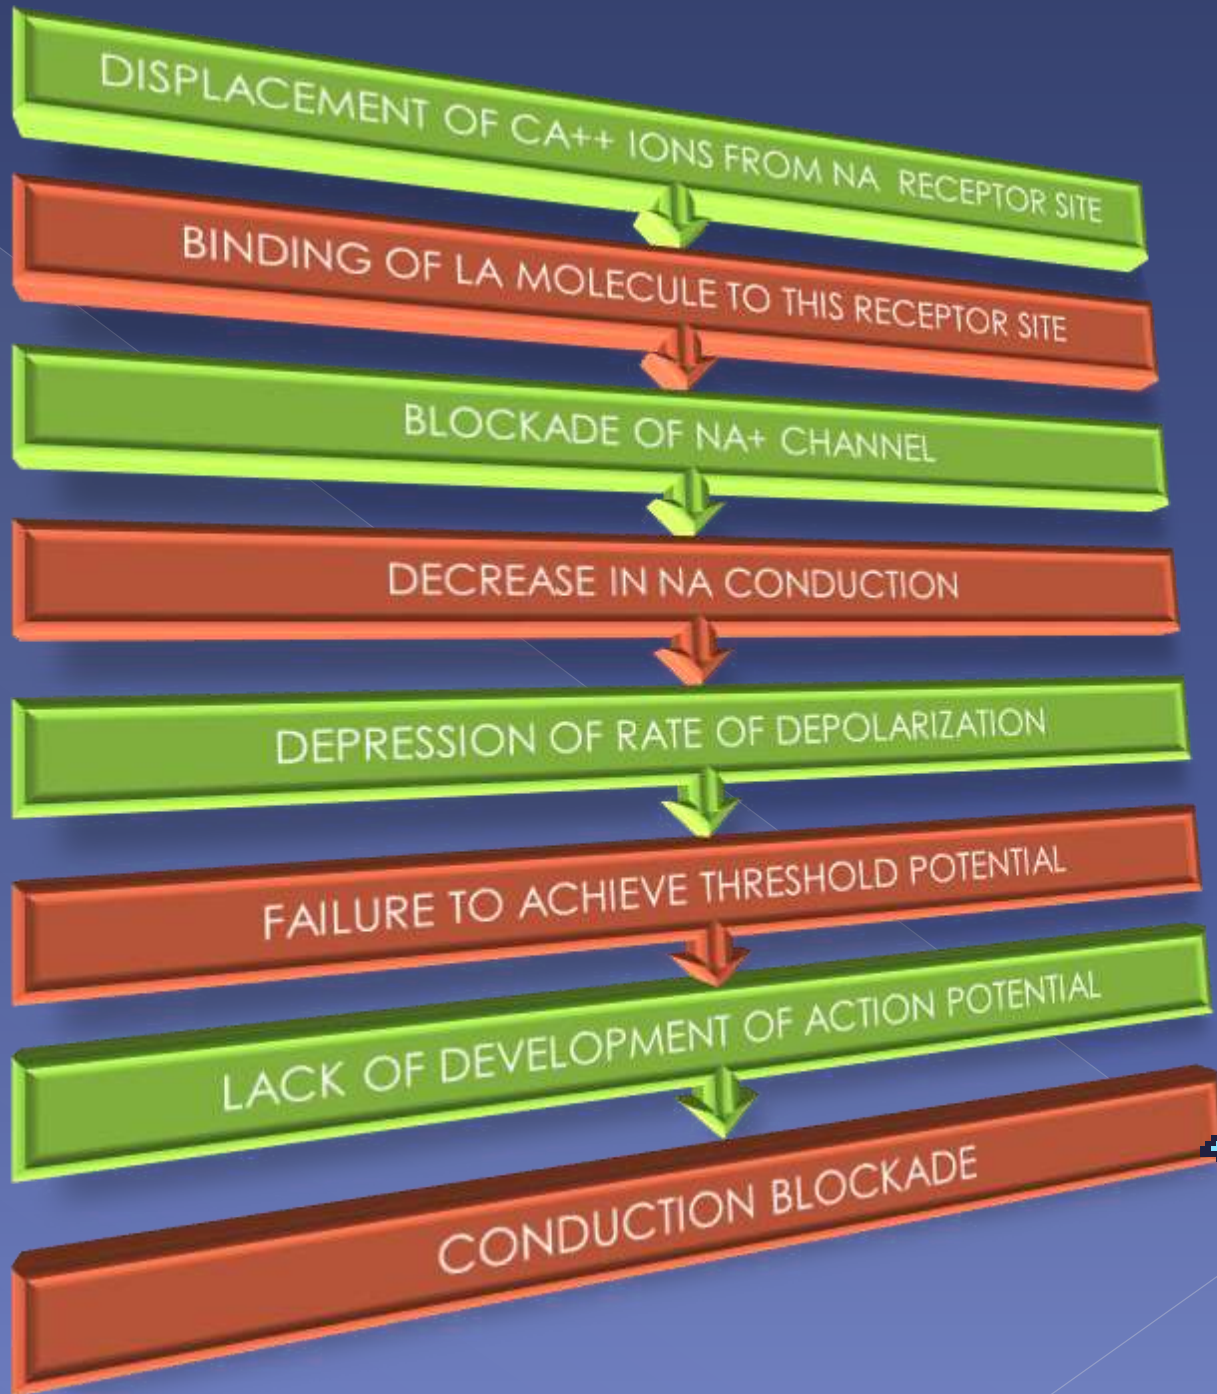 DISPLACEMENT OF CA++ IONS FROM NA RECEPTOR SITE
BINDING OF LA MOLECULE TO THIS RECEPTOR SITE
BLOCKADE OF NA+ CHANNEL
DECREASE IN NA CONDUCTION
DEPRESSION OF RATE OF DEPOLARIZATION
FAILURE TO ACHIEVE THRESHOLD POTENTIAL
LACK OF DEVELOPMENT OF ACTION POTENTIAL
CONDUCTION BLOCKADE